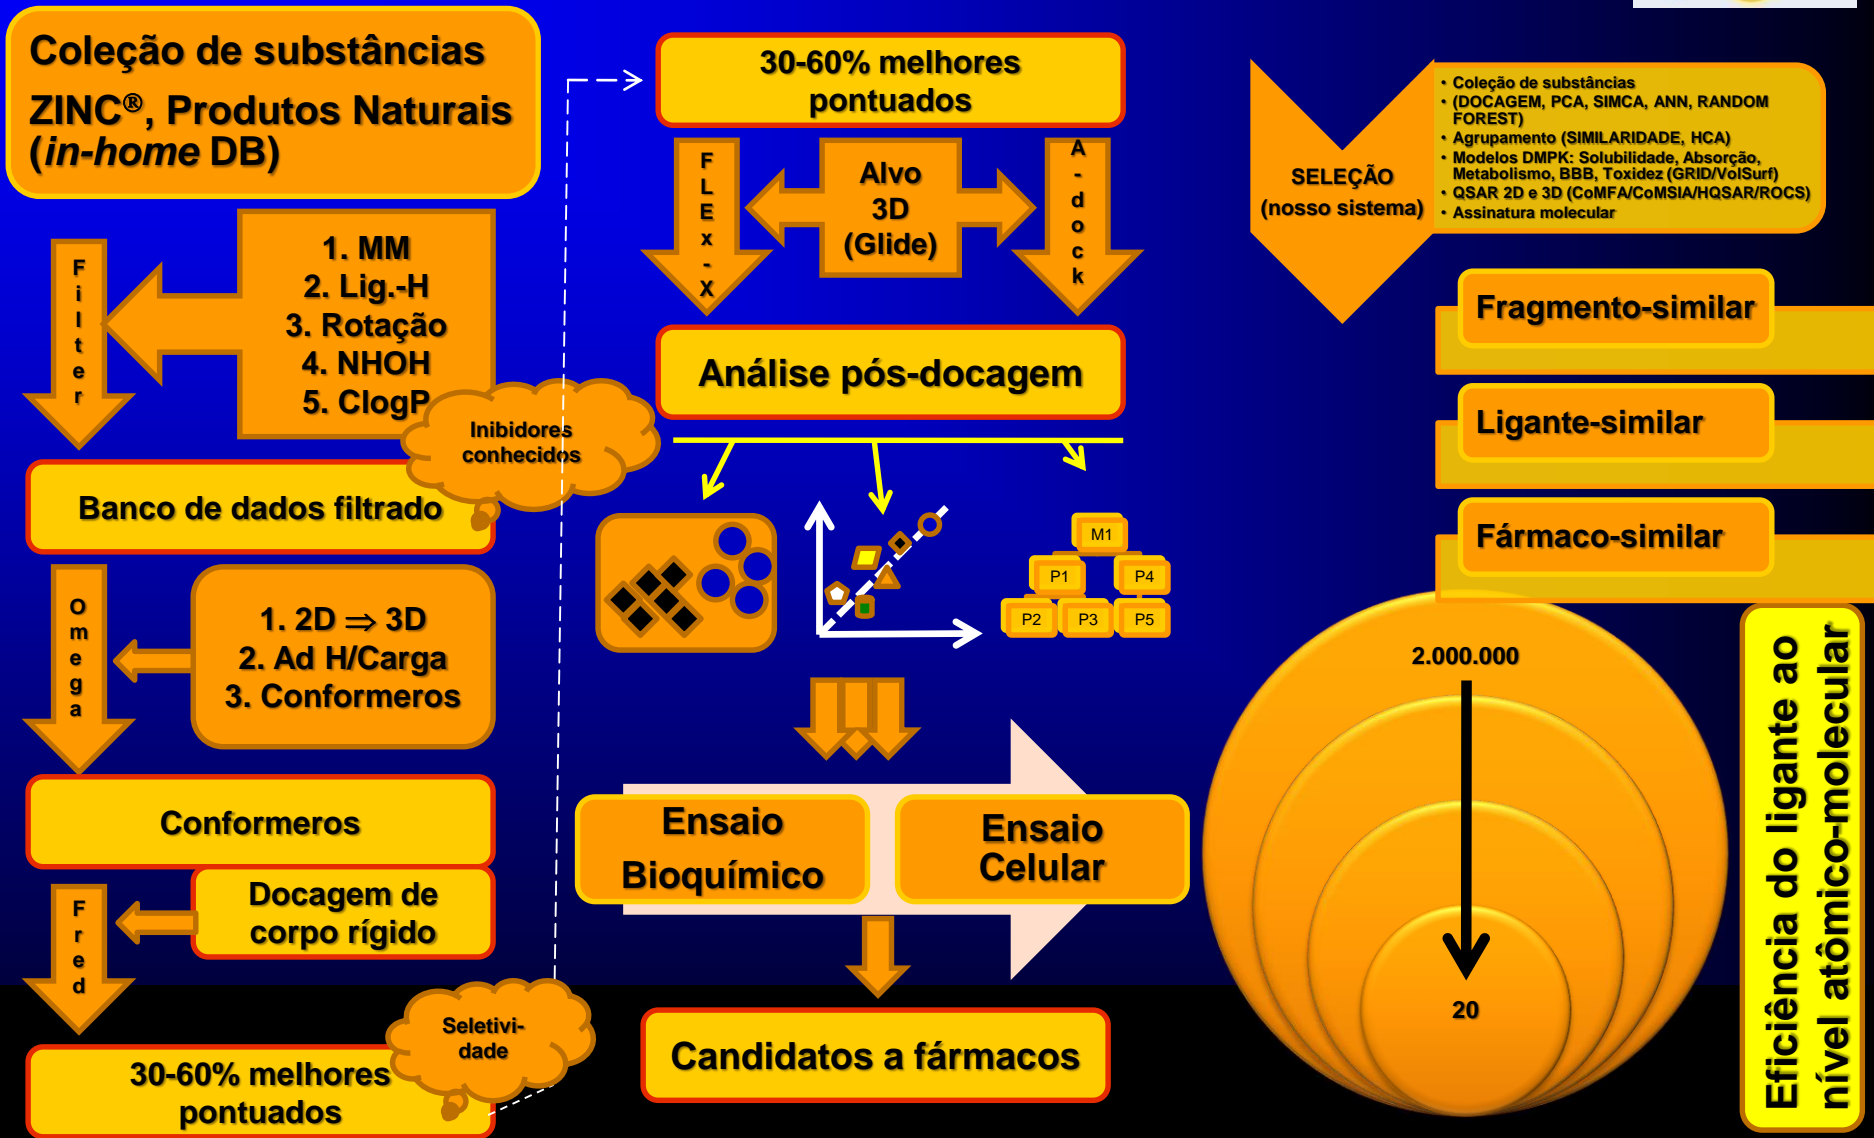 Coleção de substâncias
ZINC®, Produtos Naturais
(in-home DB)
Filter
1. MM
2. Lig.-H
3. Rotação
4. NHOH
5. ClogP
Inibidores
conhecidos
Banco de dados filtrado
Omega
1. 2D ⇒ 3D
2. Ad H/Carga
3. Conformeros
Conformeros
Fred
Docagem de
corpo rígido
30-60% melhores
pontuados
Seletivi-
dade
30-60% melhores
pontuados
FLEx-X
Alvo
3D
(Glide)
A-dock
Análise pós-docagem
M1
P1
P4
P2
P3
P5
Ensaio
Bioquímico
Ensaio
Celular
Candidatos a fármacos
SELEÇÃO
(nosso sistema)
• Coleção de substâncias
• (DOCAGEM, PCA, SIMCA, ANN, RANDOM
FOREST)
• Agrupamento (SIMILARIDADE, HCA)
• Modelos DMPK: Solubilidade, Absorção,
Metabolismo, BBB, Toxidez (GRID/VolSurf)
• QSAR 2D e 3D (CoMFA/CoMSIA/HQSAR/ROCS)
• Assinatura molecular
Fragmento-similar
Ligante-similar
Fármaco-similar
2.000.000
20
Eficiência do ligante ao
nível atômico-molecular